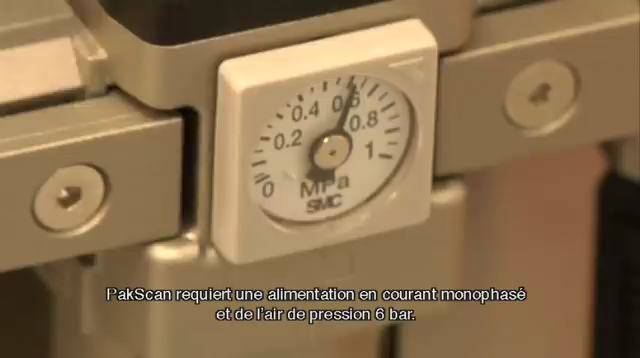 0 0.2 0.4 0.6 0.8 1
MPa
SMC
PakScan requiert une alimentation en courant monophasé
et de l'air de pression 6 bar.